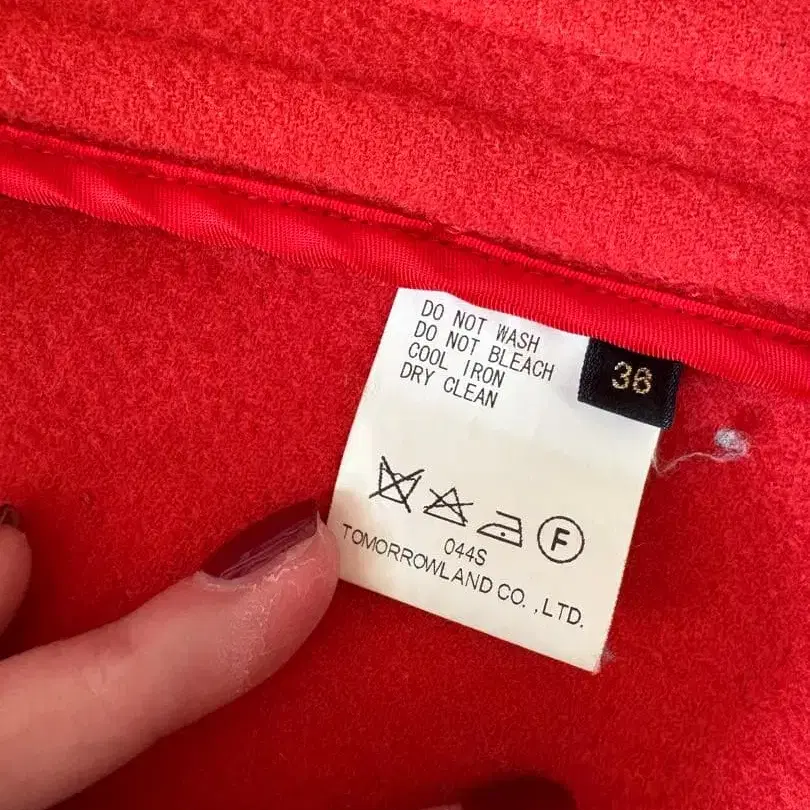 DO NOT WASH
DO NOT BLEACH
COOL IRON
DRY CLEAN
38
F
044S
TOMORROWLAND CO.,LTD.